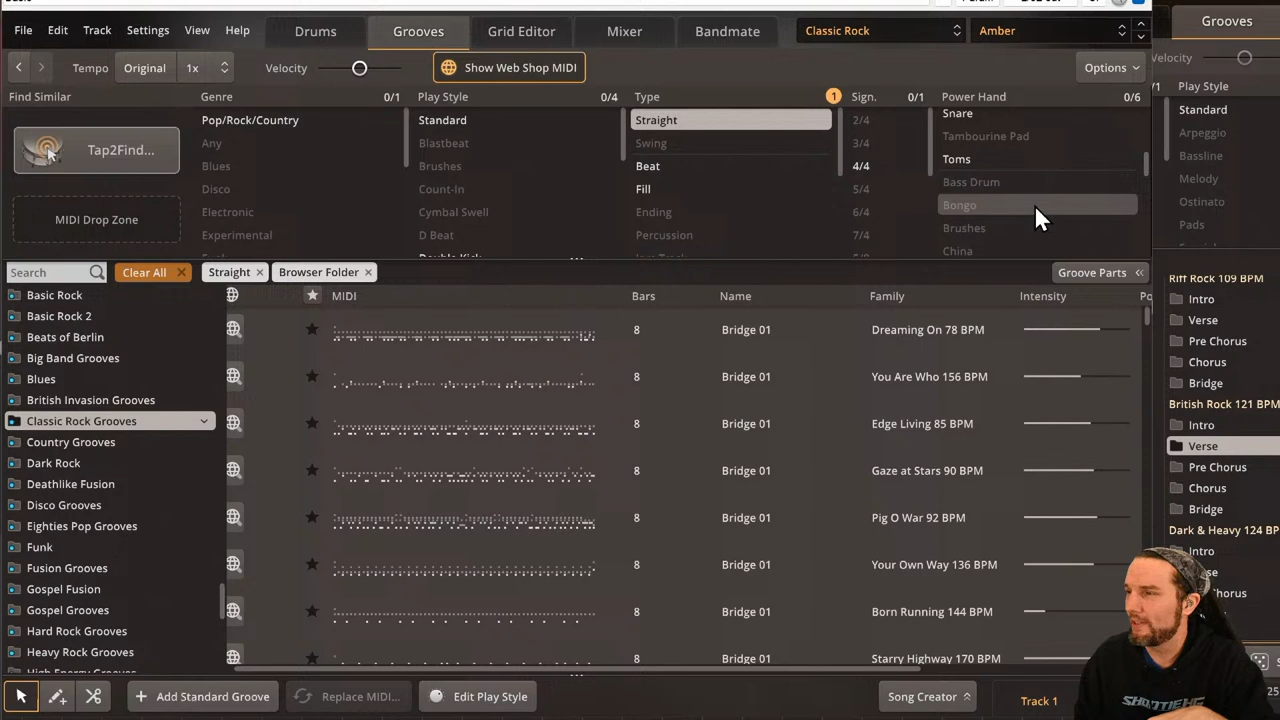 File Edit Track Settings View Help Drums Grooves Grid Editor Mixer Bandmate Classic Rock Amber Grooves
Tempo Original 1x Velocity Show Web Shop MIDI Options Velocity
Find Similar Genre 0/1 Play Style 0/4 Type 1 Sign. 0/1 Power Hand 0/6 Play Style
Tap2Find...
MIDI Drop Zone
Pop/Rock/Country
Any
Blues
Disco
Electronic
Experimental
Standard
Blastbeat
Brushes
Count-In
Cymbal Swell
D Beat
Double Kick
Straight
Swing
Beat
Fill
Ending
Percussion
2/4
3/4
4/4
5/4
6/4
7/4
Snare
Tambourine Pad
Toms
Bass Drum
Bongo
Brushes
China
Standard
Arpeggio
Bassline
Melody
Ostinato
Pads
Search Clear All Straight Browser Folder Groove Parts
Basic Rock
Basic Rock 2
Beats of Berlin
Big Band Grooves
Blues
British Invasion Grooves
Classic Rock Grooves
Country Grooves
Dark Rock
Deathlike Fusion
Disco Grooves
Eighties Pop Grooves
Funk
Fusion Grooves
Gospel Fusion
Gospel Grooves
Hard Rock Grooves
Heavy Rock Grooves
High Energy Grooves
MIDI Bars Name Family Intensity
8 Bridge 01 Dreaming On 78 BPM
8 Bridge 01 You Are Who 156 BPM
8 Bridge 01 Edge Living 85 BPM
8 Bridge 01 Gaze at Stars 90 BPM
8 Bridge 01 Pig O War 92 BPM
8 Bridge 01 Your Own Way 136 BPM
8 Bridge 01 Born Running 144 BPM
8 Bridge 01 Starry Highway 170 BPM
Riff Rock 109 BPM
Intro
Verse
Pre Chorus
Chorus
Bridge
British Rock 121 BPM
Intro
Verse
Pre Chorus
Chorus
Bridge
Dark & Heavy 124 BP
Intro
Add Standard Groove Replace MIDI... Edit Play Style Song Creator Track 1